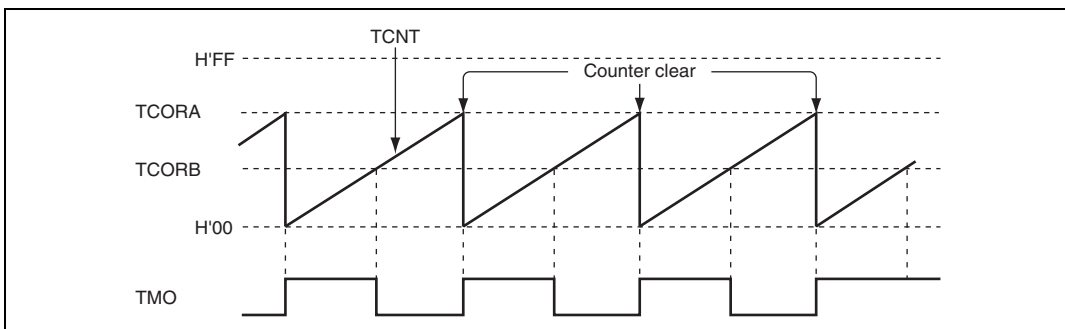 TCNT
H'FF
Counter clear
TCORA
TCORB
H'00
TMO